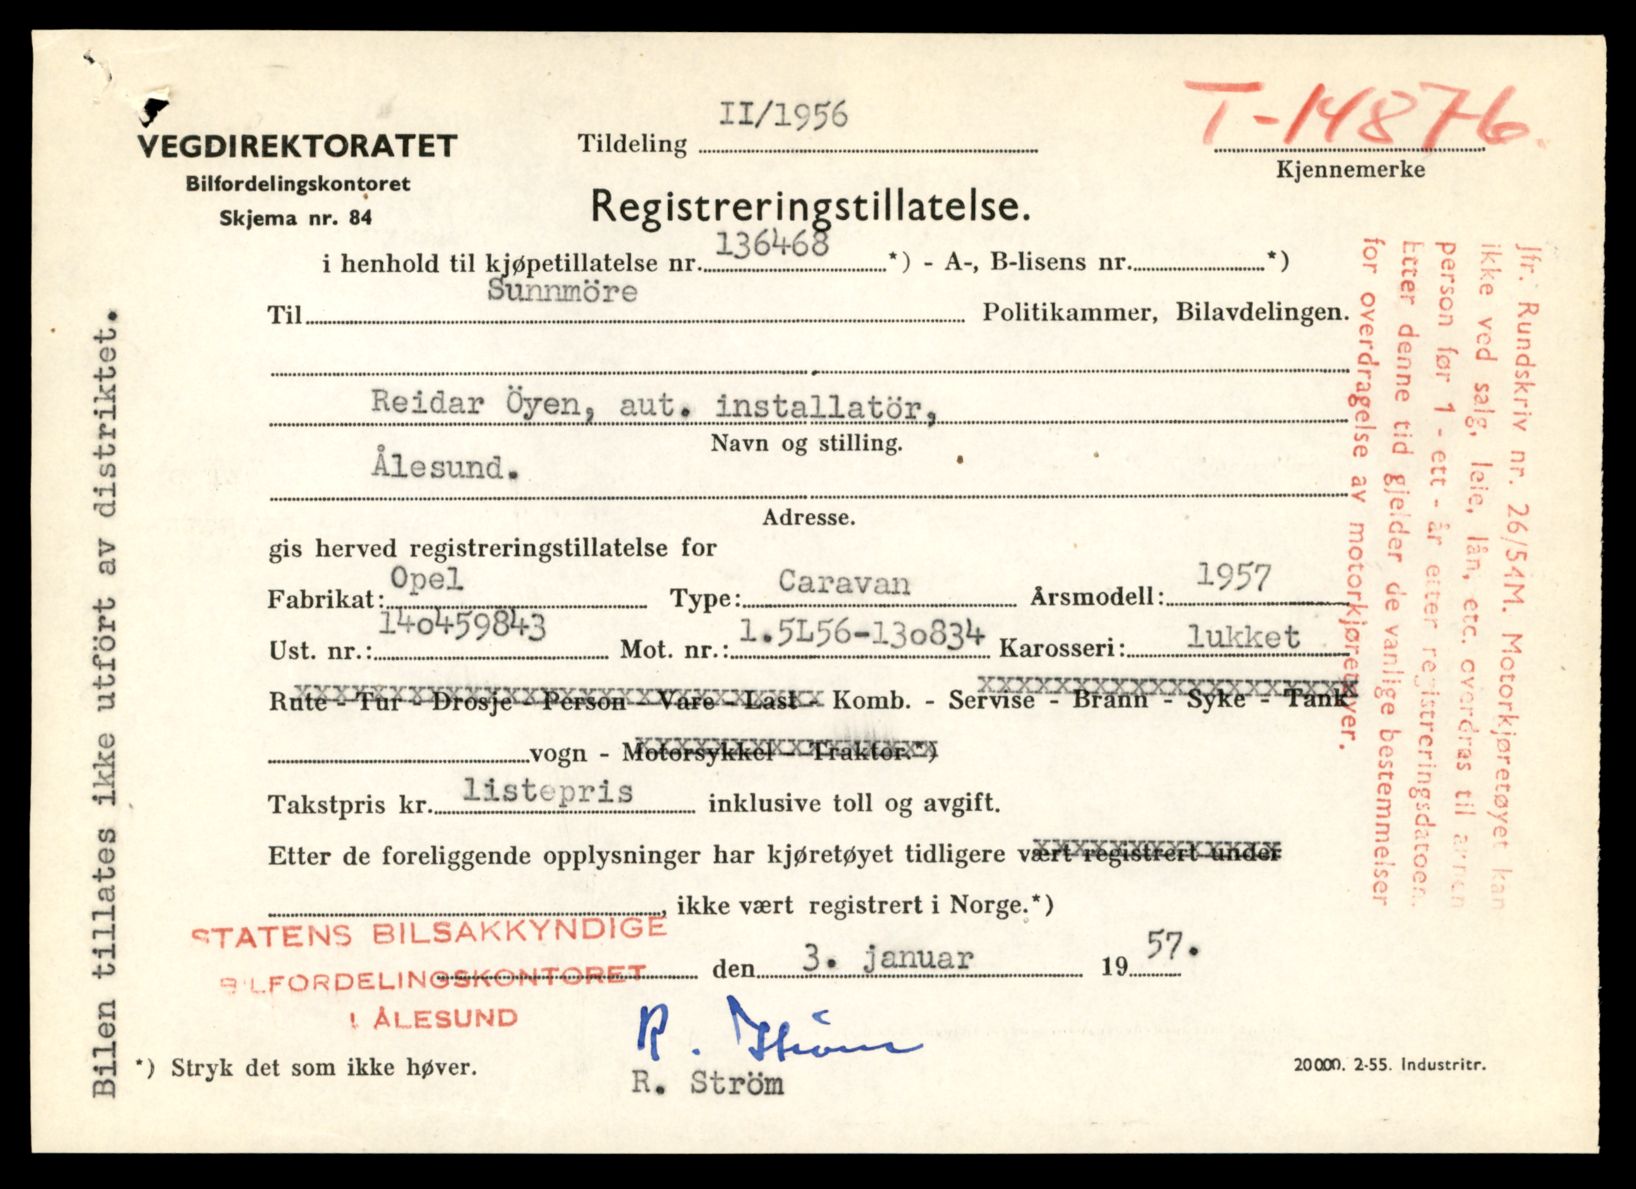 II/1956
T-14876.
VEGDIREKTORATET
Tildeling
Kjennemerke
Bilfordelingskontoret
Skjema nr. 84
Registreringstillatelse.
i henhold til kjøpetillatelse nr. 136468 *) - A-, B-lisens nr. *)
Til Sunnmöre Politikammer, Bilavdelingen.
Reidar Öyen, aut. installatör,
Navn og stilling.
Ålesund.
Adresse.
gis herved registreringstillatelse for
Fabrikat: Opel Type: Caravan Årsmodell: 1957
Ust. nr.: 140459843 Mot. nr.: 1.5L56-130834 Karosseri: lukket
Rute - Tur - Drosje - Person - Vare - Last - Komb. - Servise - Brann - Syke - Tank
vogn - Motorsykkel - Traktor.*)
Takstpris kr. listepris inklusive toll og avgift.
Etter de foreliggende opplysninger har kjøretøyet tidligere vært registrert under
, ikke vært registrert i Norge.*)
STATENS BILSAKKYNDIGE
BILFORDELINGSKONTORET
I ÅLESUND
den 3. januar 19 57.
R. Ström
R. Ström
*) Stryk det som ikke høver.
20000. 2-55. Industritr.
Bilen tillates ikke utfört av distriktet.
Jfr. Rundskriv nr. 26/54M. Motorkjøretøyet kan
ikke ved salg, leie, lån, etc. overdras til annen
person før 1 - ett - år etter registreringsdatoen.
Etter denne tid gjelder de vanlige bestemmelser
for overdragelse av motorkjøretøyer.